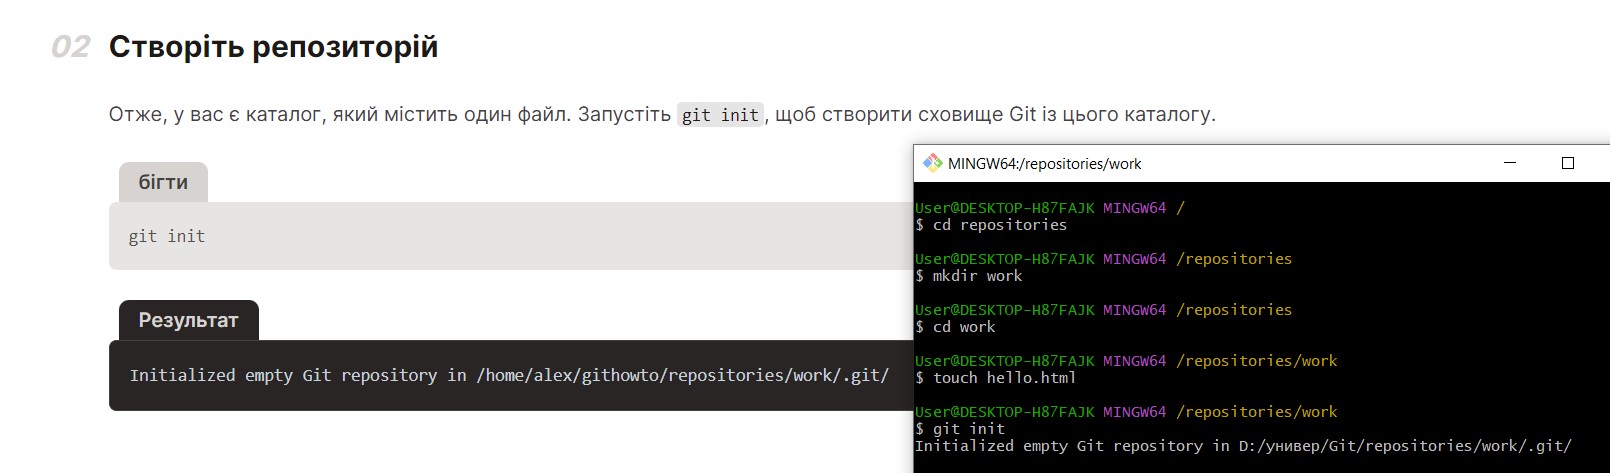 02 Створіть репозиторій
Отже, у вас є каталог, який містить один файл. Запустіть git init, щоб створити сховище Git із цього каталогу.
бігти
git init
Результат
Initialized empty Git repository in /home/alex/githowto/repositories/work/.git/
MINGW64:/repositories/work
User@DESKTOP-H87FAJK MINGW64 /
$ cd repositories
User@DESKTOP-H87FAJK MINGW64 /repositories
$ mkdir work
User@DESKTOP-H87FAJK MINGW64 /repositories
$ cd work
User@DESKTOP-H87FAJK MINGW64 /repositories/work
$ touch hello.html
User@DESKTOP-H87FAJK MINGW64 /repositories/work
$ git init
Initialized empty Git repository in D:/универ/Git/repositories/work/.git/